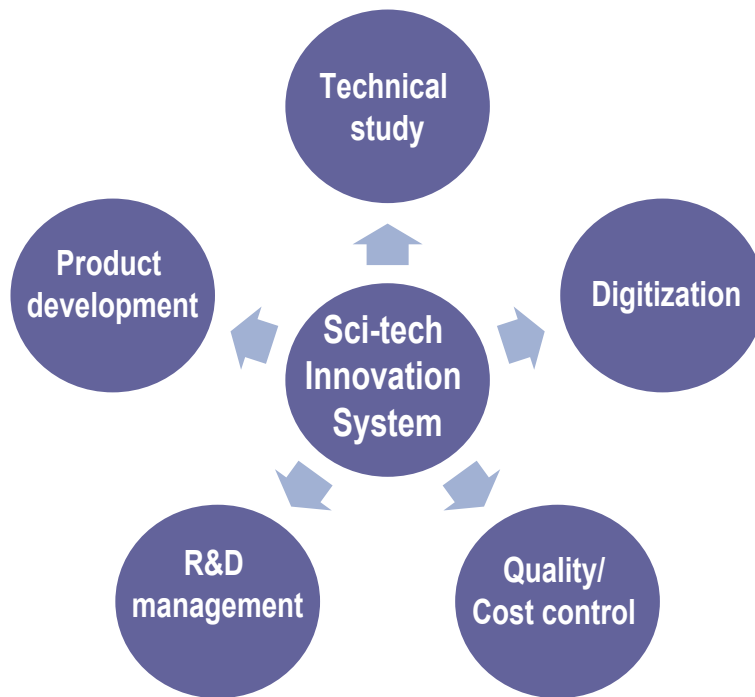 Technical
study
Product
development
Digitization
Sci-tech
Innovation
System
R&D
management
Quality/
Cost control